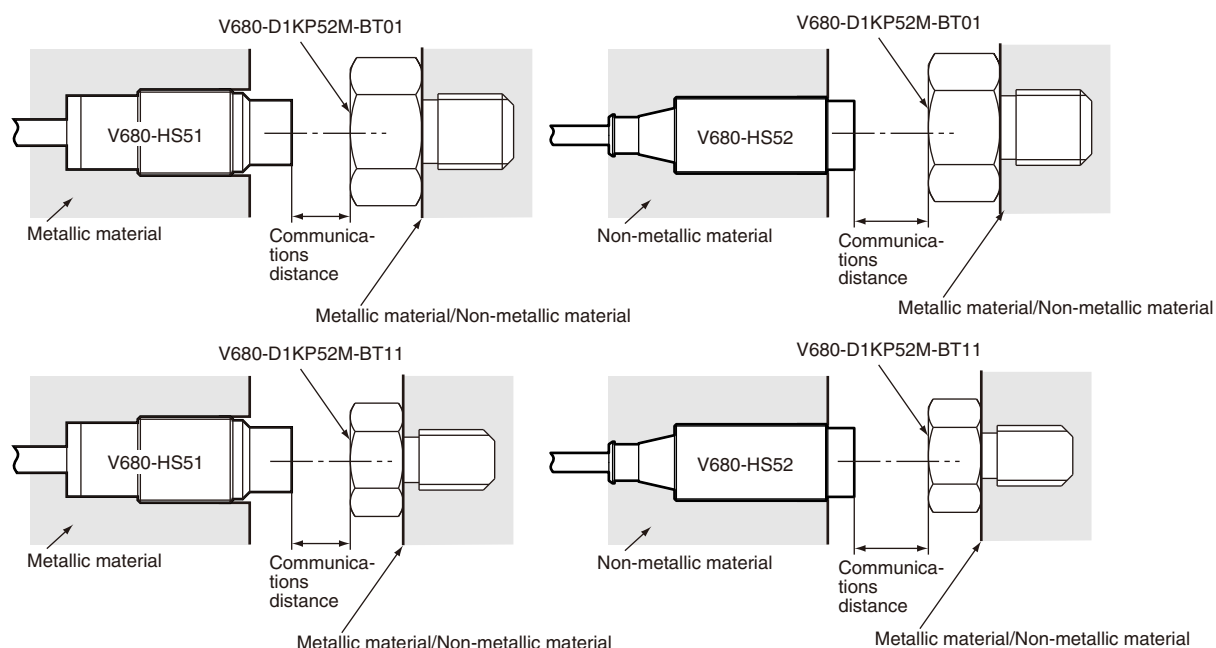 V680-D1KP52M-BT01
V680-HS51
Metallic material
Communica-
tions
distance
Metallic material/Non-metallic material
V680-D1KP52M-BT01
V680-HS52
Non-metallic material
Communica-
tions
distance
Metallic material/Non-metallic material
V680-D1KP52M-BT11
V680-HS51
Metallic material
Communica-
tions
distance
Metallic material/Non-metallic material
V680-D1KP52M-BT11
V680-HS52
Non-metallic material
Communica-
tions
distance
Metallic material/Non-metallic material